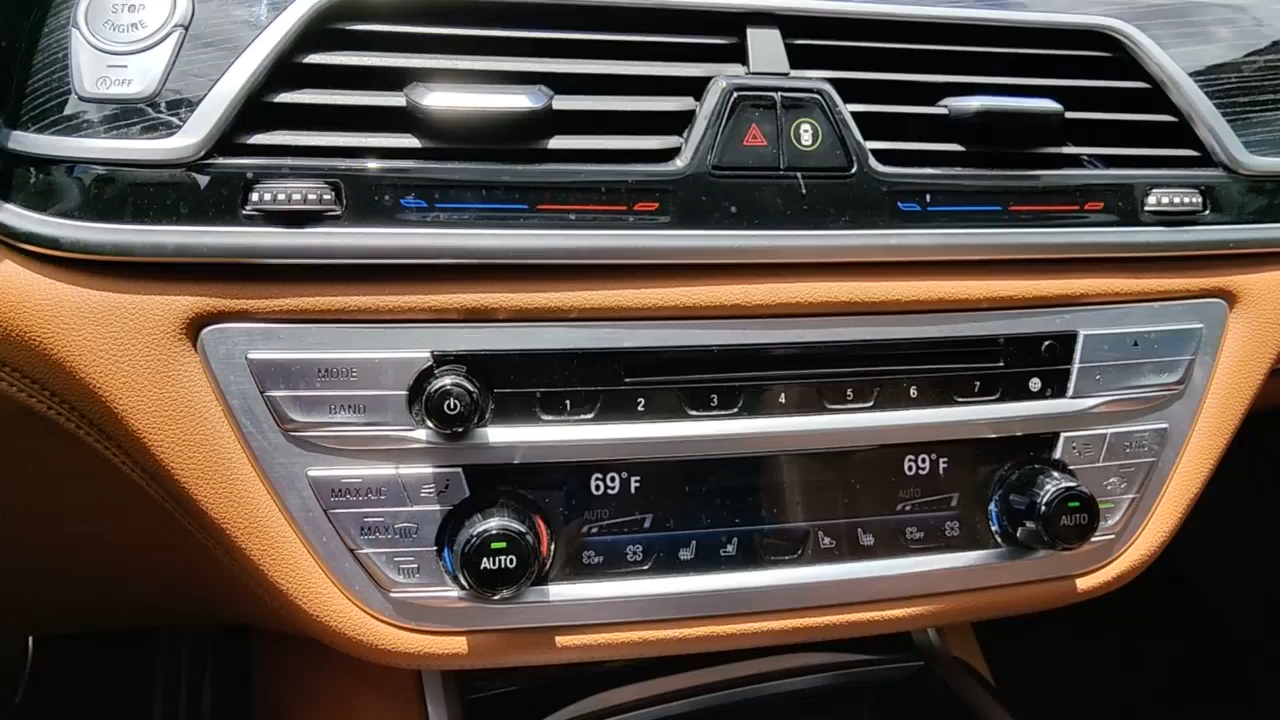 STOP
ENGINE
OFF
MODE
BAND
1 2 3 4 5 6 7
MAX A/C
69°F
69°F
AUTO
AUTO
SYNC
MAX
AUTO
AUTO
OFF
OFF